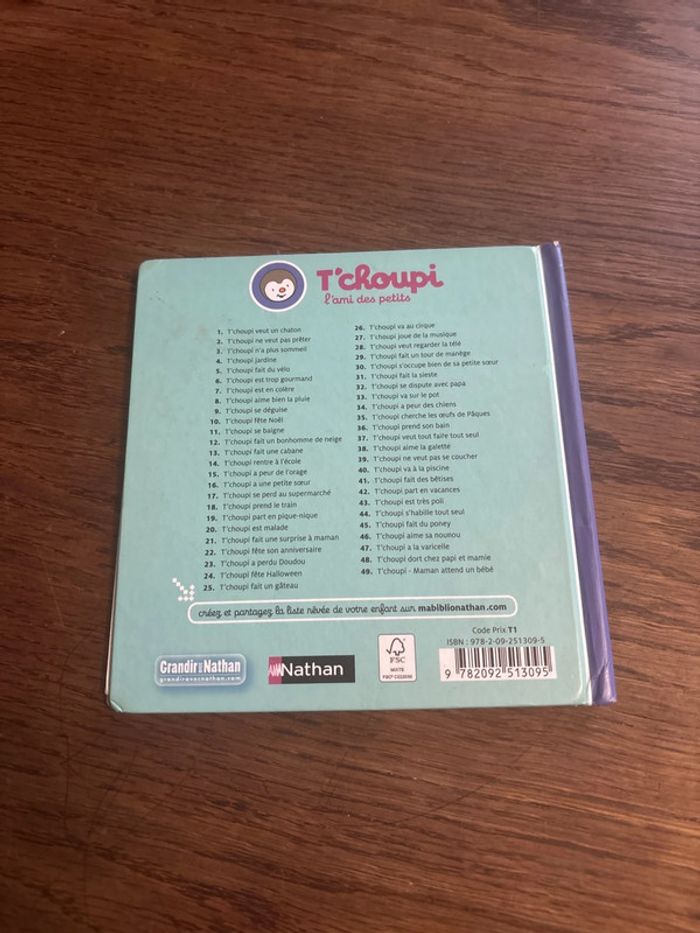 T'choupi
l'ami des petits
1. T'choupi veut un chaton
2. T'choupi ne veut pas prêter
3. T'choupi n'a plus sommeil
4. T'choupi jardine
5. T'choupi fait du vélo
6. T'choupi est trop gourmand
7. T'choupi est en colère
8. T'choupi aime bien la pluie
9. T'choupi se déguise
10. T'choupi fête Noël
11. T'choupi se baigne
12. T'choupi fait un bonhomme de neige
13. T'choupi fait une cabane
14. T'choupi rentre à l'école
15. T'choupi a peur de l'orage
16. T'choupi a une petite sœur
17. T'choupi se perd au supermarché
18. T'choupi prend le train
19. T'choupi part en pique-nique
20. T'choupi est malade
21. T'choupi fait une surprise à maman
22. T'choupi fête son anniversaire
23. T'choupi a perdu Doudou
24. T'choupi fête Halloween
25. T'choupi fait un gâteau
26. T'choupi va au cirque
27. T'choupi joue de la musique
28. T'choupi veut regarder la télé
29. T'choupi fait un tour de manège
30. T'choupi s'occupe bien de sa petite sœur
31. T'choupi fait la sieste
32. T'choupi se dispute avec papa
33. T'choupi va sur le pot
34. T'choupi a peur des chiens
35. T'choupi cherche les œufs de Pâques
36. T'choupi prend son bain
37. T'choupi veut tout faire tout seul
38. T'choupi aime la galette
39. T'choupi ne veut pas se coucher
40. T'choupi va à la piscine
41. T'choupi fait des bêtises
42. T'choupi part en vacances
43. T'choupi est très poli
44. T'choupi s'habille tout seul
45. T'choupi fait du poney
46. T'choupi aime sa nounou
47. T'choupi a la varicelle
48. T'choupi dort chez papi et mamie
49. T'choupi - Maman attend un bébé
créez et partagez la liste rêvée de votre enfant sur mabiblionathan.com
Grandir avec Nathan
grandiravecnathan.com
Nathan
FSC
MIXTE
Code Prix T1
ISBN : 978-2-09-251309-5
9 782092 513095